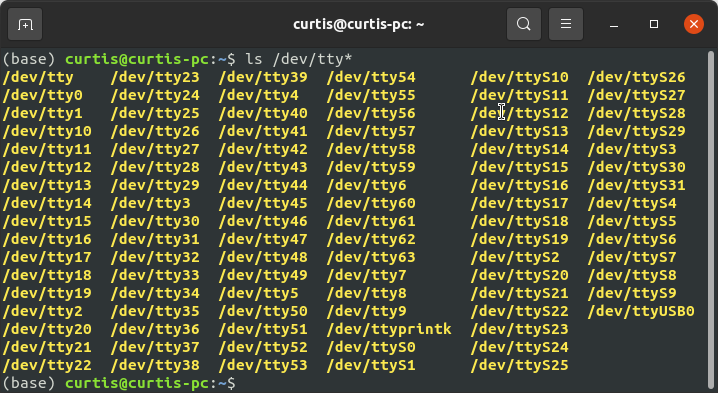 curtis@curtis-pc: ~
(base) curtis@curtis-pc:~$ ls /dev/tty*
/dev/tty /dev/tty23 /dev/tty39 /dev/tty54 /dev/ttyS10 /dev/ttyS26
/dev/tty0 /dev/tty24 /dev/tty4 /dev/tty55 /dev/ttyS11 /dev/ttyS27
/dev/tty1 /dev/tty25 /dev/tty40 /dev/tty56 /dev/ttyS12 /dev/ttyS28
/dev/tty10 /dev/tty26 /dev/tty41 /dev/tty57 /dev/ttyS13 /dev/ttyS29
/dev/tty11 /dev/tty27 /dev/tty42 /dev/tty58 /dev/ttyS14 /dev/ttyS3
/dev/tty12 /dev/tty28 /dev/tty43 /dev/tty59 /dev/ttyS15 /dev/ttyS30
/dev/tty13 /dev/tty29 /dev/tty44 /dev/tty6 /dev/ttyS16 /dev/ttyS31
/dev/tty14 /dev/tty3 /dev/tty45 /dev/tty60 /dev/ttyS17 /dev/ttyS4
/dev/tty15 /dev/tty30 /dev/tty46 /dev/tty61 /dev/ttyS18 /dev/ttyS5
/dev/tty16 /dev/tty31 /dev/tty47 /dev/tty62 /dev/ttyS19 /dev/ttyS6
/dev/tty17 /dev/tty32 /dev/tty48 /dev/tty63 /dev/ttyS2 /dev/ttyS7
/dev/tty18 /dev/tty33 /dev/tty49 /dev/tty7 /dev/ttyS20 /dev/ttyS8
/dev/tty19 /dev/tty34 /dev/tty5 /dev/tty8 /dev/ttyS21 /dev/ttyS9
/dev/tty2 /dev/tty35 /dev/tty50 /dev/tty9 /dev/ttyS22 /dev/ttyUSB0
/dev/tty20 /dev/tty36 /dev/tty51 /dev/ttyprintk /dev/ttyS23
/dev/tty21 /dev/tty37 /dev/tty52 /dev/ttyS0 /dev/ttyS24
/dev/tty22 /dev/tty38 /dev/tty53 /dev/ttyS1 /dev/ttyS25
(base) curtis@curtis-pc:~$